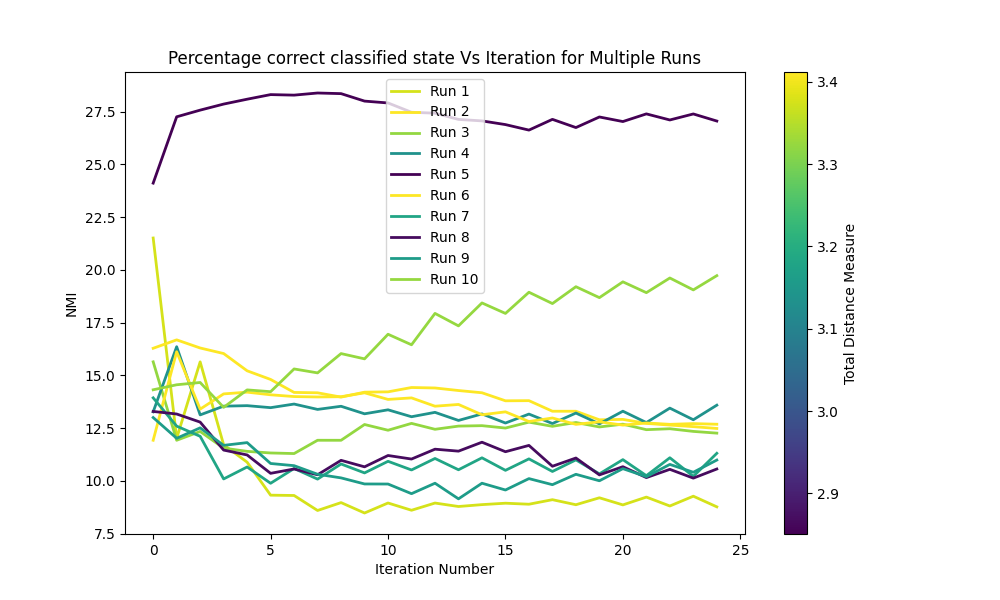 Percentage correct classified state Vs Iteration for Multiple Runs
NMI
27.5
25.0
22.5
20.0
17.5
15.0
12.5
10.0
7.5
0
5
10
15
20
25
Iteration Number
Run 1
Run 2
Run 3
Run 4
Run 5
Run 6
Run 7
Run 8
Run 9
Run 10
3.4
3.3
3.2
3.1
3.0
2.9
Total Distance Measure